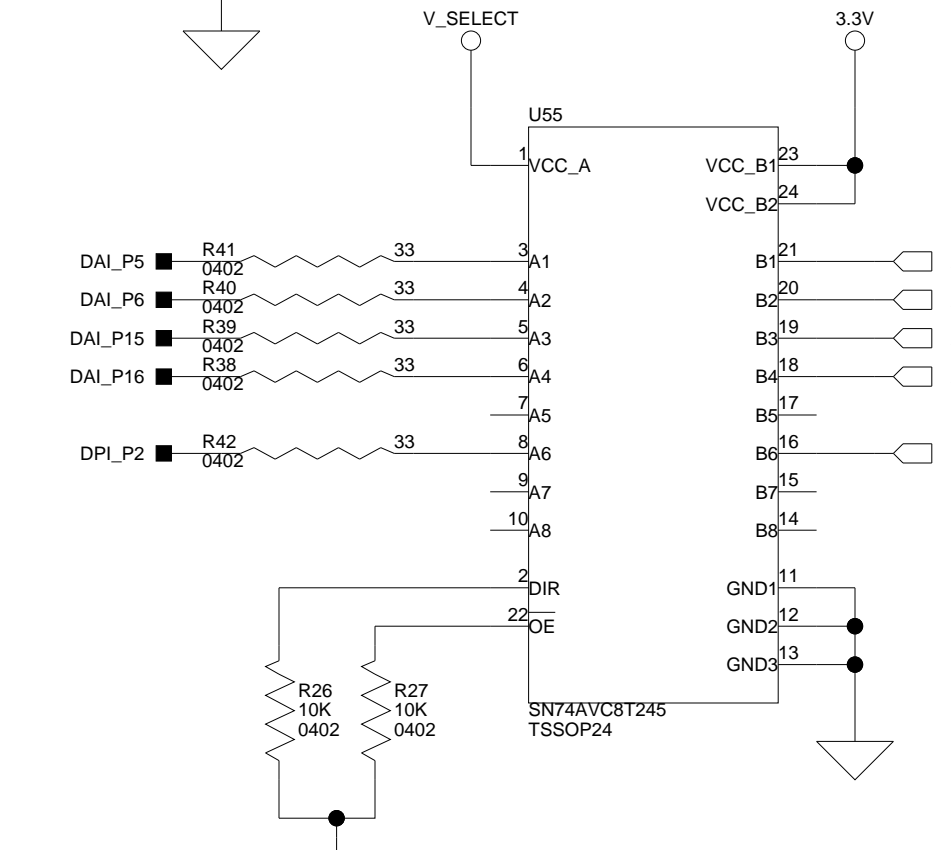 V_SELECT
3.3V
U55
1 VCC_A
VCC_B1 23
VCC_B2 24
DAI_P5 R41 0402 33 3 A1
B1 21
DAI_P6 R40 0402 33 4 A2
B2 20
DAI_P15 R39 0402 33 5 A3
B3 19
DAI_P16 R38 0402 33 6 A4
B4 18
7 A5
B5 17
DPI_P2 R42 0402 33 8 A6
B6 16
9 A7
B7 15
10 A8
B8 14
2 DIR
GND1 11
22 OE
GND2 12
GND3 13
R26
10K
0402
R27
10K
0402
SN74AVC8T245
TSSOP24